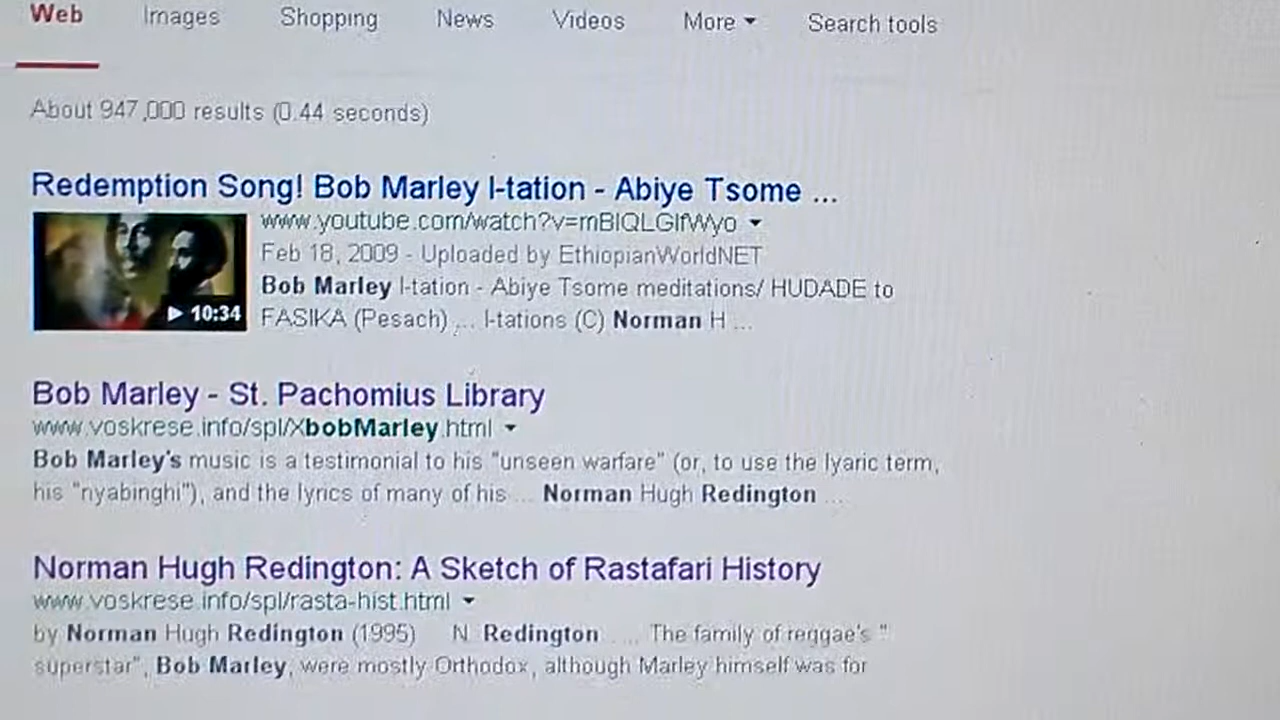 Web Images Shopping News Videos More Search tools
About 947,000 results (0.44 seconds)
Redemption Song! Bob Marley I-tation - Abiye Tsome ...
www.youtube.com/watch?v=mBIQLGIfWyo
Feb 18, 2009 - Uploaded by EthiopianWorldNET
Bob Marley I-tation - Abiye Tsome meditations/ HUDADE to
10:34
FASIKA (Pesach) ... I-tations (C) Norman H ...
Bob Marley - St. Pachomius Library
www.voskrese.info/spl/XbobMarley.html
Bob Marley's music is a testimonial to his "unseen warfare" (or, to use the Iyaric term,
his "nyabinghi"), and the lyrics of many of his ... Norman Hugh Redington ...
Norman Hugh Redington: A Sketch of Rastafari History
www.voskrese.info/spl/rasta-hist.html
by Norman Hugh Redington (1995) N. Redington ... The family of reggae's "
superstar", Bob Marley, were mostly Orthodox, although Marley himself was for